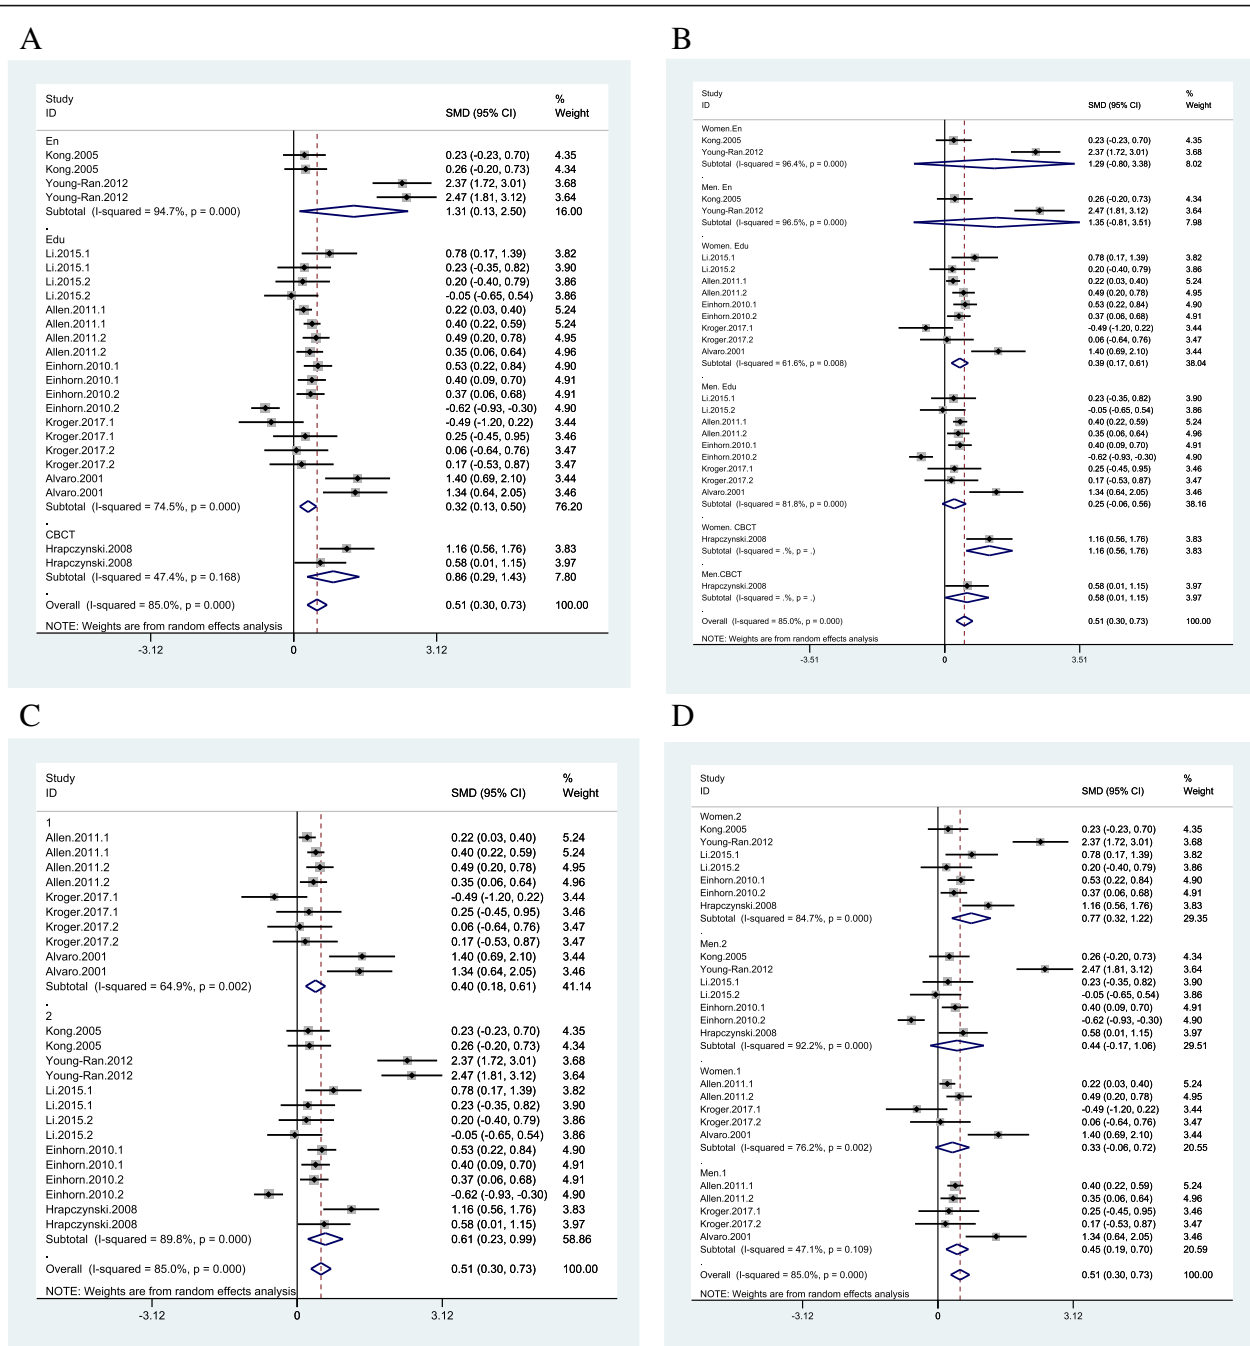 A
Study %
ID SMD (95% CI) Weight
En
Kong.2005 0.23 (-0.23, 0.70) 4.35
Kong.2005 0.26 (-0.20, 0.73) 4.34
Young-Ran.2012 2.37 (1.72, 3.01) 3.68
Young-Ran.2012 2.47 (1.81, 3.12) 3.64
Subtotal (I-squared = 94.7%, p = 0.000) 1.31 (0.13, 2.50) 16.00
.
Edu
Li.2015.1 0.78 (0.17, 1.39) 3.82
Li.2015.1 0.23 (-0.35, 0.82) 3.90
Li.2015.2 0.20 (-0.40, 0.79) 3.86
Li.2015.2 -0.05 (-0.65, 0.54) 3.86
Allen.2011.1 0.22 (0.03, 0.40) 5.24
Allen.2011.1 0.40 (0.22, 0.59) 5.24
Allen.2011.2 0.49 (0.20, 0.78) 4.95
Allen.2011.2 0.35 (0.06, 0.64) 4.96
Einhorn.2010.1 0.53 (0.22, 0.84) 4.90
Einhorn.2010.1 0.40 (0.09, 0.70) 4.91
Einhorn.2010.2 0.37 (0.06, 0.68) 4.91
Einhorn.2010.2 -0.62 (-0.93, -0.30) 4.90
Kroger.2017.1 -0.49 (-1.20, 0.22) 3.44
Kroger.2017.1 0.25 (-0.45, 0.95) 3.46
Kroger.2017.2 0.06 (-0.64, 0.76) 3.47
Kroger.2017.2 0.17 (-0.53, 0.87) 3.47
Alvaro.2001 1.40 (0.69, 2.10) 3.44
Alvaro.2001 1.34 (0.64, 2.05) 3.46
Subtotal (I-squared = 74.5%, p = 0.000) 0.32 (0.13, 0.50) 76.20
.
CBCT
Hrapczynski.2008 1.16 (0.56, 1.76) 3.83
Hrapczynski.2008 0.58 (0.01, 1.15) 3.97
Subtotal (I-squared = 47.4%, p = 0.168) 0.86 (0.29, 1.43) 7.80
.
Overall (I-squared = 85.0%, p = 0.000) 0.51 (0.30, 0.73) 100.00
NOTE: Weights are from random effects analysis
-3.12 0 3.12
B
Study %
ID SMD (95% CI) Weight
Women.En
Kong.2005 0.23 (-0.23, 0.70) 4.35
Young-Ran.2012 2.37 (1.72, 3.01) 3.68
Subtotal (I-squared = 96.4%, p = 0.000) 1.29 (-0.80, 3.38) 8.02
.
Men. En
Kong.2005 0.26 (-0.20, 0.73) 4.34
Young-Ran.2012 2.47 (1.81, 3.12) 3.64
Subtotal (I-squared = 96.5%, p = 0.000) 1.35 (-0.81, 3.51) 7.98
.
Women. Edu
Li.2015.1 0.78 (0.17, 1.39) 3.82
Li.2015.2 0.20 (-0.40, 0.79) 3.86
Allen.2011.1 0.22 (0.03, 0.40) 5.24
Allen.2011.2 0.49 (0.20, 0.78) 4.95
Einhorn.2010.1 0.53 (0.22, 0.84) 4.90
Einhorn.2010.2 0.37 (0.06, 0.68) 4.91
Kroger.2017.1 -0.49 (-1.20, 0.22) 3.44
Kroger.2017.2 0.06 (-0.64, 0.76) 3.47
Alvaro.2001 1.40 (0.69, 2.10) 3.44
Subtotal (I-squared = 61.6%, p = 0.008) 0.39 (0.17, 0.61) 38.04
.
Men. Edu
Li.2015.1 0.23 (-0.35, 0.82) 3.90
Li.2015.2 -0.05 (-0.65, 0.54) 3.86
Allen.2011.1 0.40 (0.22, 0.59) 5.24
Allen.2011.2 0.35 (0.06, 0.64) 4.96
Einhorn.2010.1 0.40 (0.09, 0.70) 4.91
Einhorn.2010.2 -0.62 (-0.93, -0.30) 4.90
Kroger.2017.1 0.25 (-0.45, 0.95) 3.46
Kroger.2017.2 0.17 (-0.53, 0.87) 3.47
Alvaro.2001 1.34 (0.64, 2.05) 3.46
Subtotal (I-squared = 81.8%, p = 0.000) 0.25 (-0.06, 0.56) 38.16
.
Women. CBCT
Hrapczynski.2008 1.16 (0.56, 1.76) 3.83
Subtotal (I-squared = .%, p = .) 1.16 (0.56, 1.76) 3.83
.
Men.CBCT
Hrapczynski.2008 0.58 (0.01, 1.15) 3.97
Subtotal (I-squared = .%, p = .) 0.58 (0.01, 1.15) 3.97
.
Overall (I-squared = 85.0%, p = 0.000) 0.51 (0.30, 0.73) 100.00
NOTE: Weights are from random effects analysis
-3.51 0 3.51
C
Study %
ID SMD (95% CI) Weight
1
Allen.2011.1 0.22 (0.03, 0.40) 5.24
Allen.2011.1 0.40 (0.22, 0.59) 5.24
Allen.2011.2 0.49 (0.20, 0.78) 4.95
Allen.2011.2 0.35 (0.06, 0.64) 4.96
Kroger.2017.1 -0.49 (-1.20, 0.22) 3.44
Kroger.2017.1 0.25 (-0.45, 0.95) 3.46
Kroger.2017.2 0.06 (-0.64, 0.76) 3.47
Kroger.2017.2 0.17 (-0.53, 0.87) 3.47
Alvaro.2001 1.40 (0.69, 2.10) 3.44
Alvaro.2001 1.34 (0.64, 2.05) 3.46
Subtotal (I-squared = 64.9%, p = 0.002) 0.40 (0.18, 0.61) 41.14
.
2
Kong.2005 0.23 (-0.23, 0.70) 4.35
Kong.2005 0.26 (-0.20, 0.73) 4.34
Young-Ran.2012 2.37 (1.72, 3.01) 3.68
Young-Ran.2012 2.47 (1.81, 3.12) 3.64
Li.2015.1 0.78 (0.17, 1.39) 3.82
Li.2015.1 0.23 (-0.35, 0.82) 3.90
Li.2015.2 0.20 (-0.40, 0.79) 3.86
Li.2015.2 -0.05 (-0.65, 0.54) 3.86
Einhorn.2010.1 0.53 (0.22, 0.84) 4.90
Einhorn.2010.1 0.40 (0.09, 0.70) 4.91
Einhorn.2010.2 0.37 (0.06, 0.68) 4.91
Einhorn.2010.2 -0.62 (-0.93, -0.30) 4.90
Hrapczynski.2008 1.16 (0.56, 1.76) 3.83
Hrapczynski.2008 0.58 (0.01, 1.15) 3.97
Subtotal (I-squared = 89.8%, p = 0.000) 0.61 (0.23, 0.99) 58.86
.
Overall (I-squared = 85.0%, p = 0.000) 0.51 (0.30, 0.73) 100.00
NOTE: Weights are from random effects analysis
-3.12 0 3.12
D
Study %
ID SMD (95% CI) Weight
Women.2
Kong.2005 0.23 (-0.23, 0.70) 4.35
Young-Ran.2012 2.37 (1.72, 3.01) 3.68
Li.2015.1 0.78 (0.17, 1.39) 3.82
Li.2015.2 0.20 (-0.40, 0.79) 3.86
Einhorn.2010.1 0.53 (0.22, 0.84) 4.90
Einhorn.2010.2 0.37 (0.06, 0.68) 4.91
Hrapczynski.2008 1.16 (0.56, 1.76) 3.83
Subtotal (I-squared = 84.7%, p = 0.000) 0.77 (0.32, 1.22) 29.35
.
Men.2
Kong.2005 0.26 (-0.20, 0.73) 4.34
Young-Ran.2012 2.47 (1.81, 3.12) 3.64
Li.2015.1 0.23 (-0.35, 0.82) 3.90
Li.2015.2 -0.05 (-0.65, 0.54) 3.86
Einhorn.2010.1 0.40 (0.09, 0.70) 4.91
Einhorn.2010.2 -0.62 (-0.93, -0.30) 4.90
Hrapczynski.2008 0.58 (0.01, 1.15) 3.97
Subtotal (I-squared = 92.2%, p = 0.000) 0.44 (-0.17, 1.06) 29.51
.
Women.1
Allen.2011.1 0.22 (0.03, 0.40) 5.24
Allen.2011.2 0.49 (0.20, 0.78) 4.95
Kroger.2017.1 -0.49 (-1.20, 0.22) 3.44
Kroger.2017.2 0.06 (-0.64, 0.76) 3.47
Alvaro.2001 1.40 (0.69, 2.10) 3.44
Subtotal (I-squared = 76.2%, p = 0.002) 0.33 (-0.06, 0.72) 20.55
.
Men.1
Allen.2011.1 0.40 (0.22, 0.59) 5.24
Allen.2011.2 0.35 (0.06, 0.64) 4.96
Kroger.2017.1 0.25 (-0.45, 0.95) 3.46
Kroger.2017.2 0.17 (-0.53, 0.87) 3.47
Alvaro.2001 1.34 (0.64, 2.05) 3.46
Subtotal (I-squared = 47.1%, p = 0.109) 0.45 (0.19, 0.70) 20.59
.
Overall (I-squared = 85.0%, p = 0.000) 0.51 (0.30, 0.73) 100.00
NOTE: Weights are from random effects analysis
-3.12 0 3.12